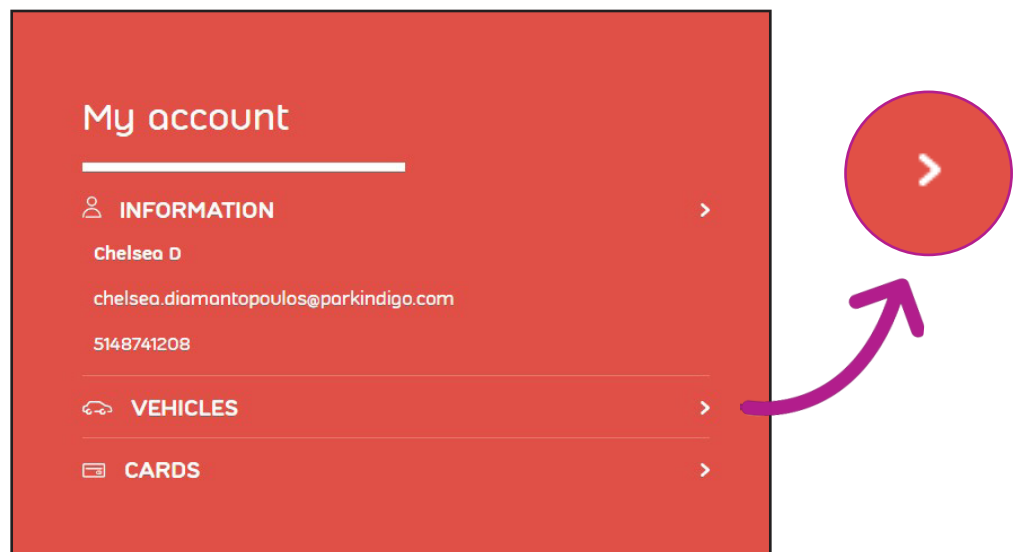 My account
INFORMATION
Chelsea D
chelsea.diamantopoulos@parkindigo.com
5148741208
VEHICLES
CARDS